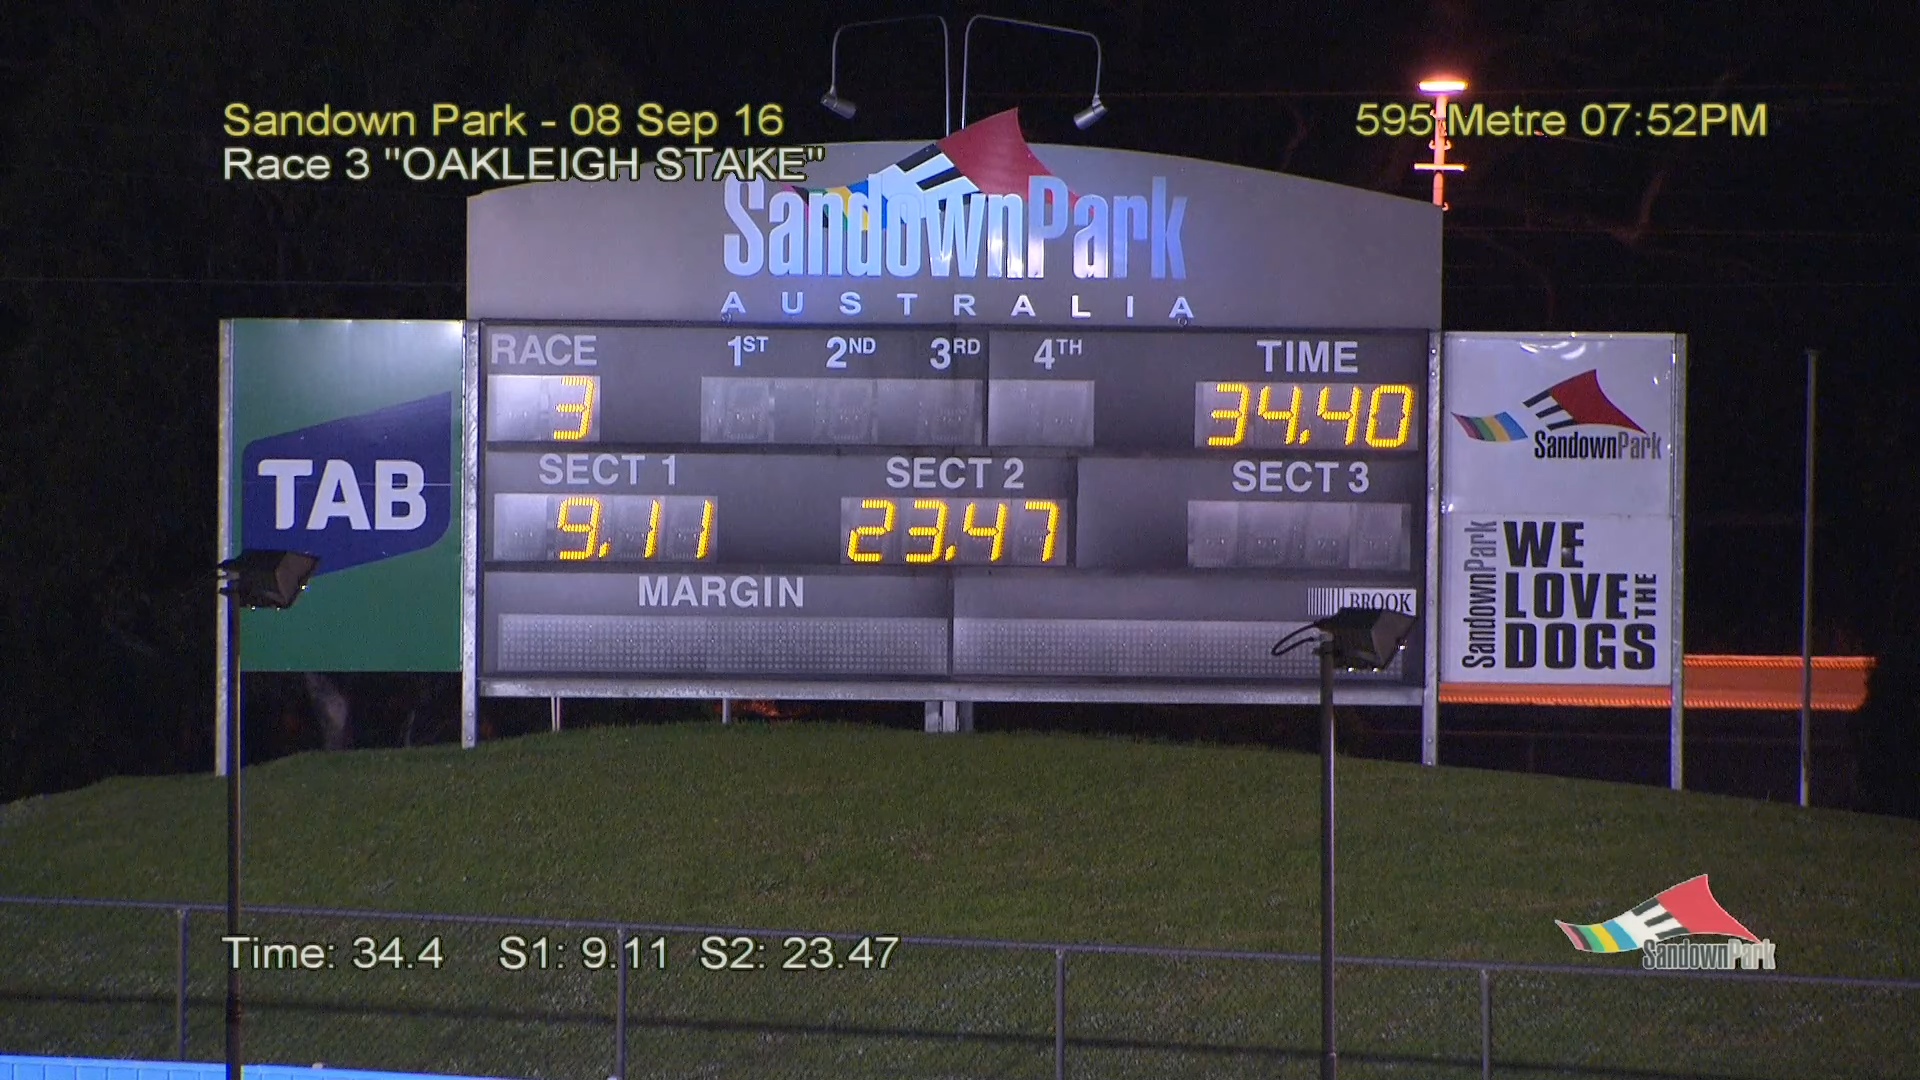 Sandown Park - 08 Sep 16
595 Metre 07:52PM
Race 3 "OAKLEIGH STAKE"
SandownPark
AUSTRALIA
RACE 1ST 2ND 3RD 4TH TIME
3 34.40
SECT 1 SECT 2 SECT 3
9.11 23.47
MARGIN
BROOK
TAB
SandownPark
SandownPark
WE
LOVE THE
DOGS
Time: 34.4 S1: 9.11 S2: 23.47
SandownPark